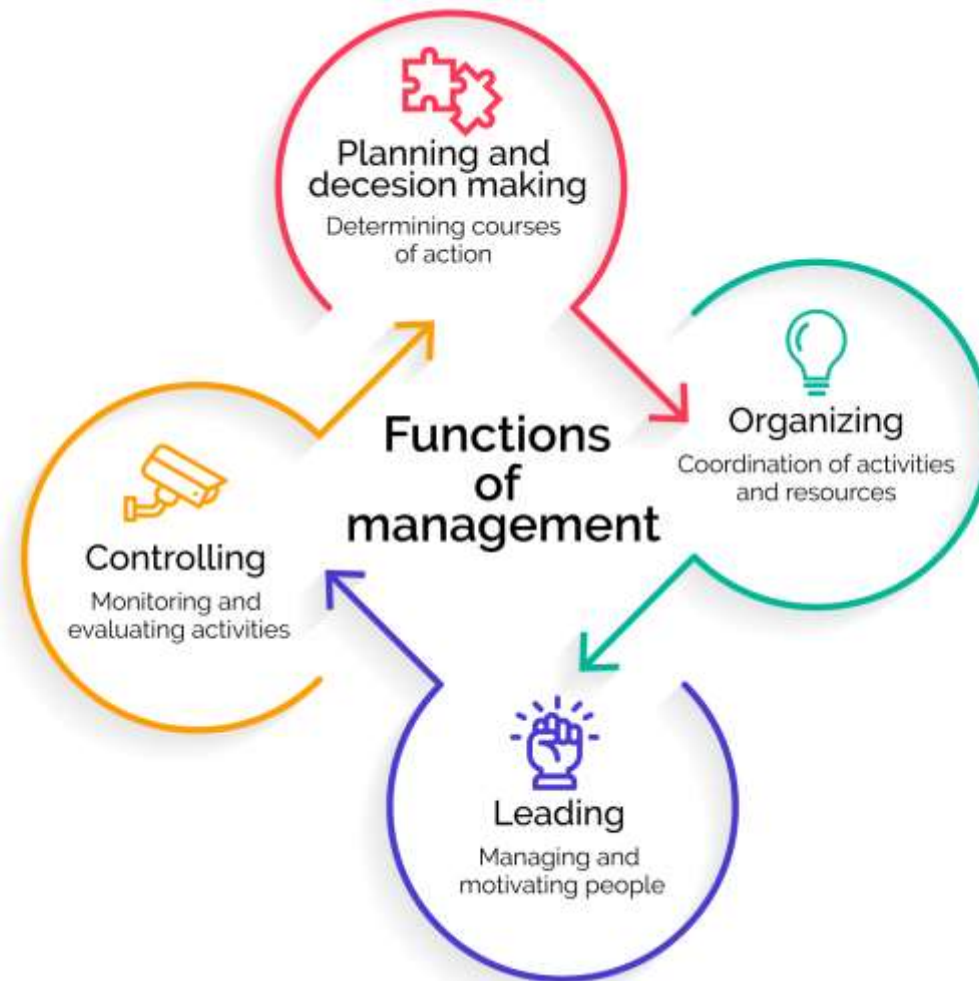 Planning and
decesion making
Determining courses
of action
Organizing
Coordination of activities
and resources
Functions
of
management
Controlling
Monitoring and
evaluating activities
Leading
Managing and
motivating people